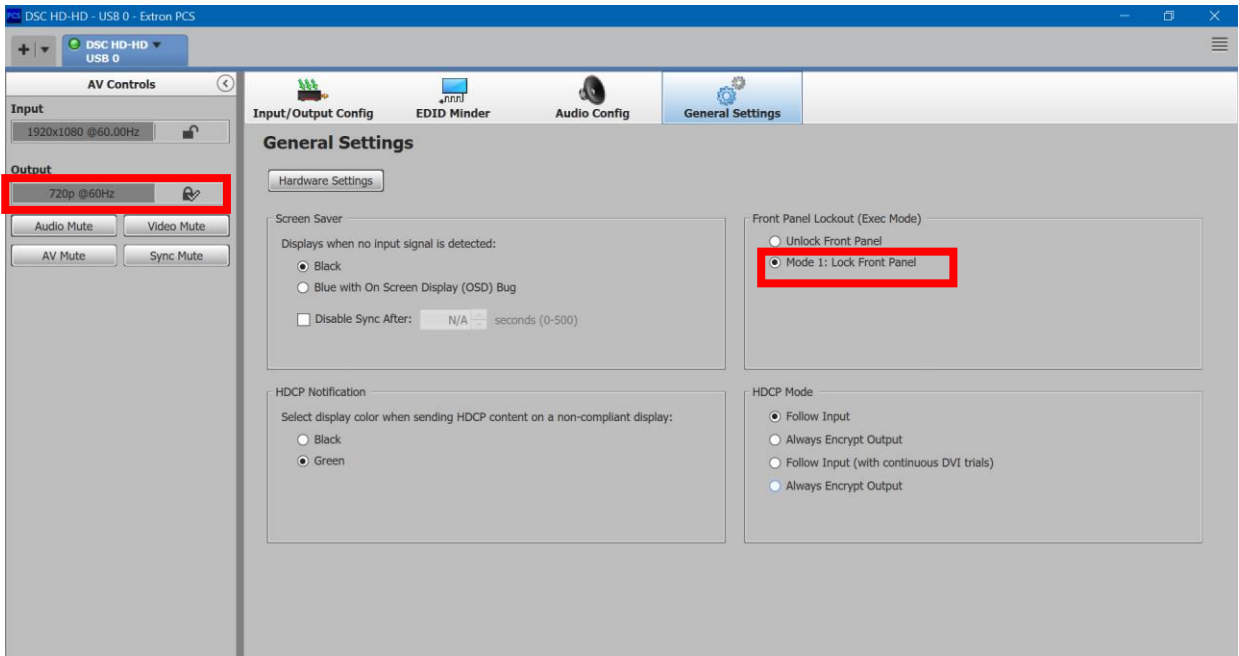 PCS DSC HD-HD - USB 0 - Extron PCS
DSC HD-HD
USB 0
AV Controls
Input
1920x1080 @60.00Hz
Output
720p @60Hz
Audio Mute Video Mute
AV Mute Sync Mute
Input/Output Config EDID Minder Audio Config General Settings
General Settings
Hardware Settings
Screen Saver
Displays when no input signal is detected:
Black
Blue with On Screen Display (OSD) Bug
Disable Sync After: N/A seconds (0-500)
Front Panel Lockout (Exec Mode)
Unlock Front Panel
Mode 1: Lock Front Panel
HDCP Notification
Select display color when sending HDCP content on a non-compliant display:
Black
Green
HDCP Mode
Follow Input
Always Encrypt Output
Follow Input (with continuous DVI trials)
Always Encrypt Output